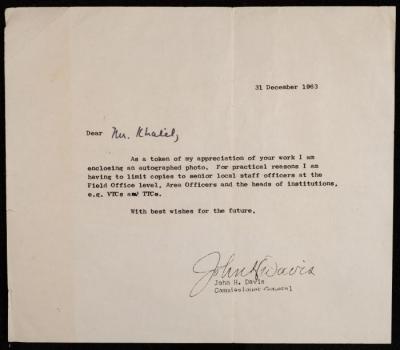 31 December 1963
Dear Mr. Khalil,
As a token of my appreciation of your work I am
enclosing an autographed photo. For practical reasons I am
having to limit copies to senior local staff officers at the
Field Office level, Area Officers and the heads of institutions,
e.g. VTCs and TTCs.
With best wishes for the future.
John H Davis
John H. Davis
Commissioner-General